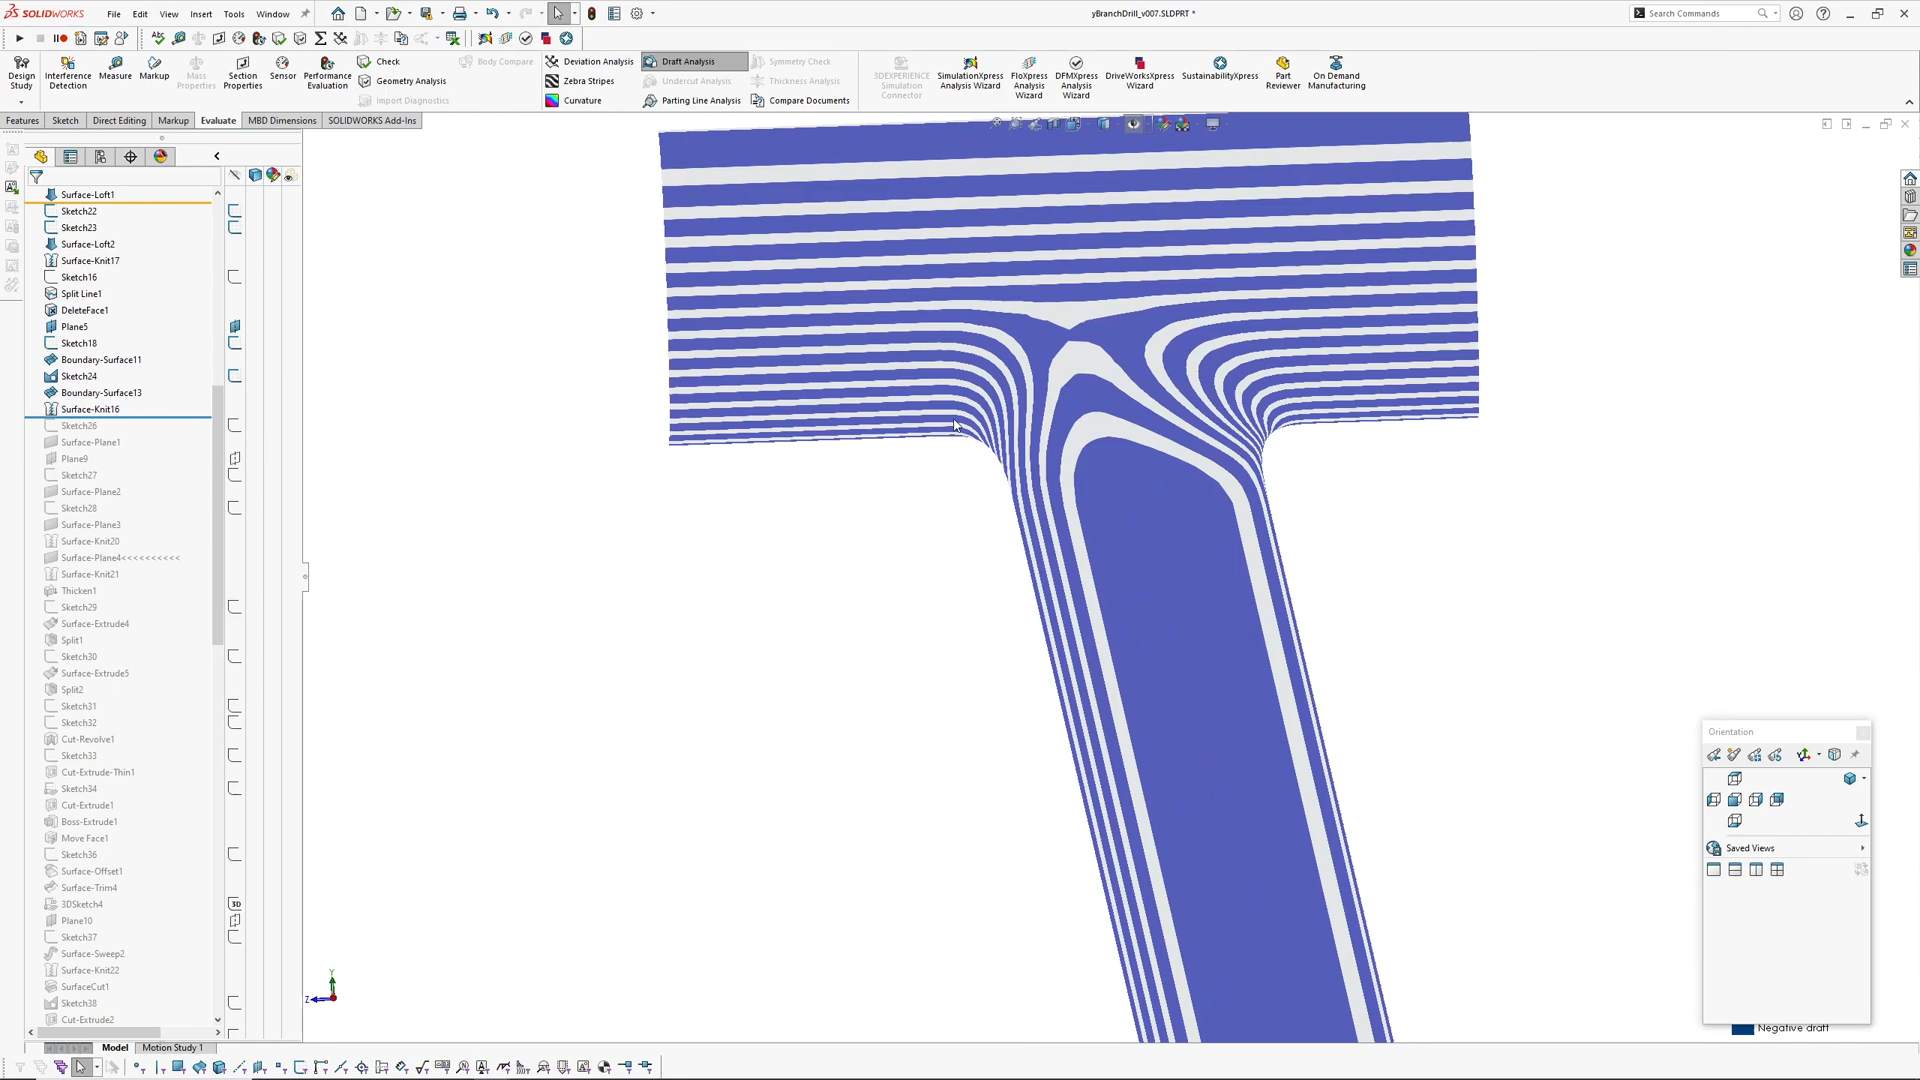 SOLIDWORKS
File Edit View Insert Tools Window
yBranchDrill_v007.SLDPRT *
Search Commands
Design Study
Interference Detection
Measure
Markup
Mass Properties
Section Properties
Sensor
Performance Evaluation
Check
Geometry Analysis
Import Diagnostics
Body Compare
Deviation Analysis
Zebra Stripes
Curvature
Draft Analysis
Undercut Analysis
Parting Line Analysis
Symmetry Check
Thickness Analysis
Compare Documents
3DEXPERIENCE Simulation Connector
SimulationXpress Analysis Wizard
FloXpress Analysis Wizard
DFMXpress Analysis Wizard
DriveWorksXpress Wizard
SustainabilityXpress
Part Reviewer
On Demand Manufacturing
Features Sketch Direct Editing Markup Evaluate MBD Dimensions SOLIDWORKS Add-Ins
Surface-Loft1
Sketch22
Sketch23
Surface-Loft2
Surface-Knit17
Sketch16
Split Line1
DeleteFace1
Plane5
Sketch18
Boundary-Surface11
Sketch24
Boundary-Surface13
Surface-Knit16
Sketch26
Surface-Plane1
Plane9
Sketch27
Surface-Plane2
Sketch28
Surface-Plane3
Surface-Knit20
Surface-Plane4<<<<<<<<<<
Surface-Knit21
Thicken1
Sketch29
Surface-Extrude4
Split1
Sketch30
Surface-Extrude5
Split2
Sketch31
Sketch32
Cut-Revolve1
Sketch33
Cut-Extrude-Thin1
Sketch34
Cut-Extrude1
Boss-Extrude1
Move Face1
Sketch36
Surface-Offset1
Surface-Trim4
3DSketch4
3D
Plane10
Sketch37
Surface-Sweep2
Surface-Knit22
SurfaceCut1
Sketch38
Cut-Extrude2
Y
Z
Orientation
Saved Views
Negative draft
Model Motion Study 1